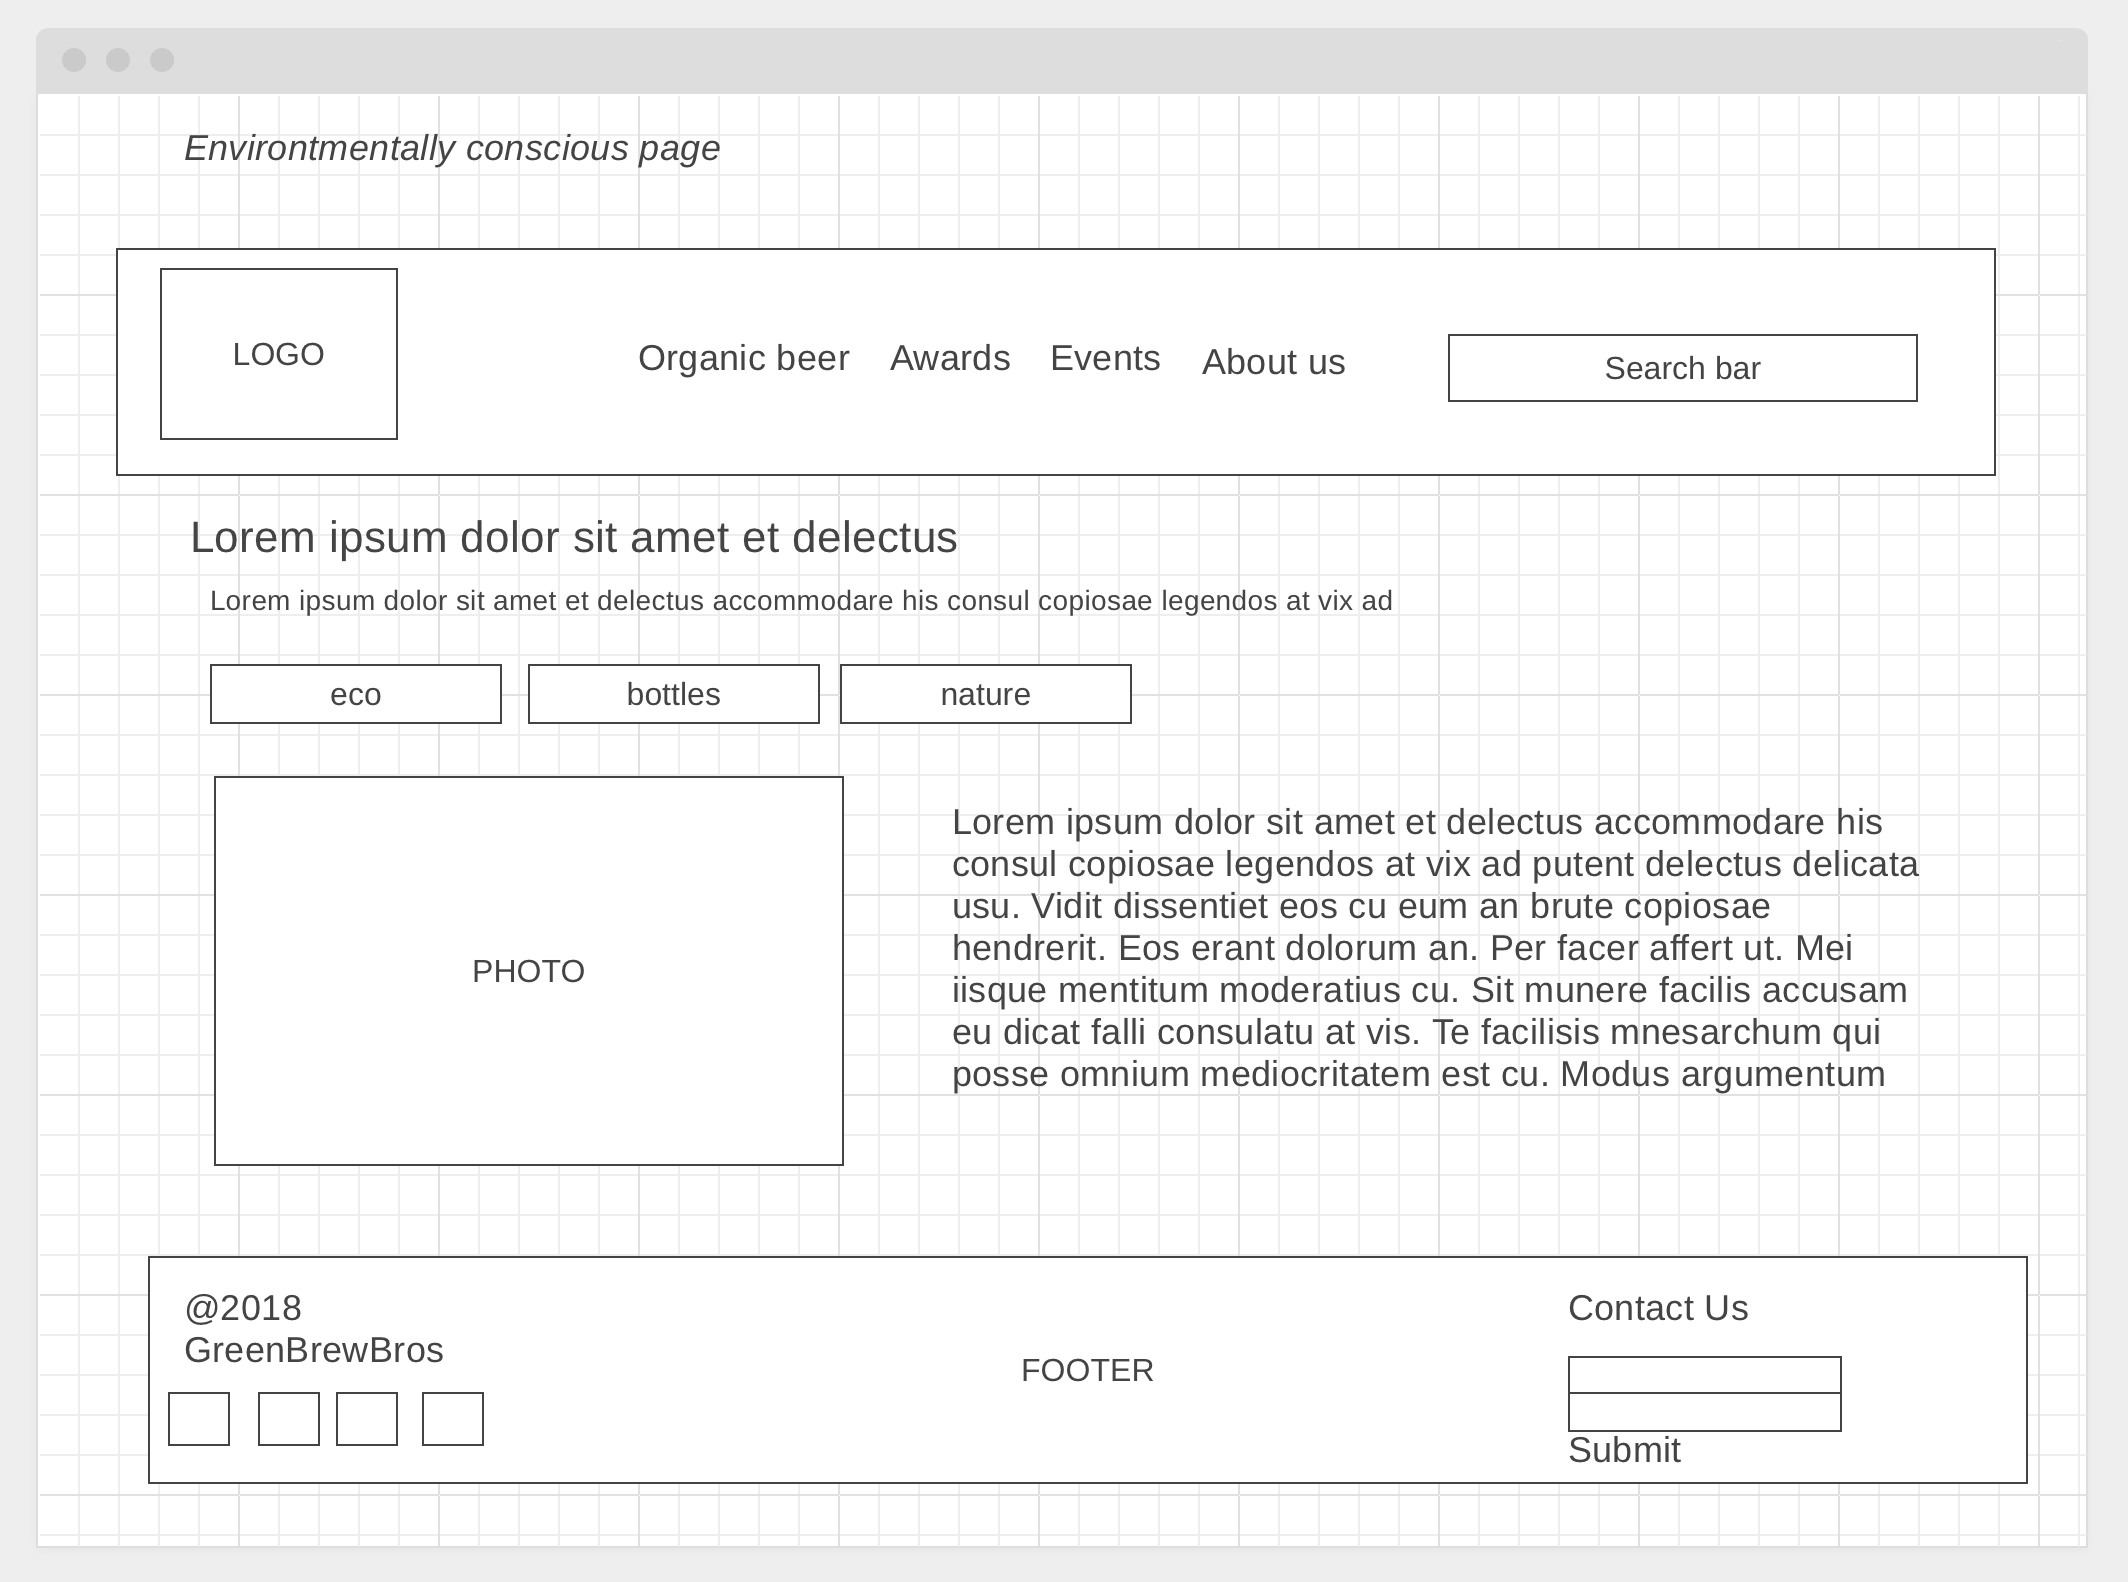 Environtmentally conscious page
LOGO
Organic beer
Awards
Events
About us
Search bar
Lorem ipsum dolor sit amet et delectus
Lorem ipsum dolor sit amet et delectus accommodare his consul copiosae legendos at vix ad
eco
bottles
nature
PHOTO
Lorem ipsum dolor sit amet et delectus accommodare his
consul copiosae legendos at vix ad putent delectus delicata
usu. Vidit dissentiet eos cu eum an brute copiosae
hendrerit. Eos erant dolorum an. Per facer affert ut. Mei
iisque mentitum moderatius cu. Sit munere facilis accusam
eu dicat falli consulatu at vis. Te facilisis mnesarchum qui
posse omnium mediocritatem est cu. Modus argumentum
@2018
GreenBrewBros
FOOTER
Contact Us
Submit